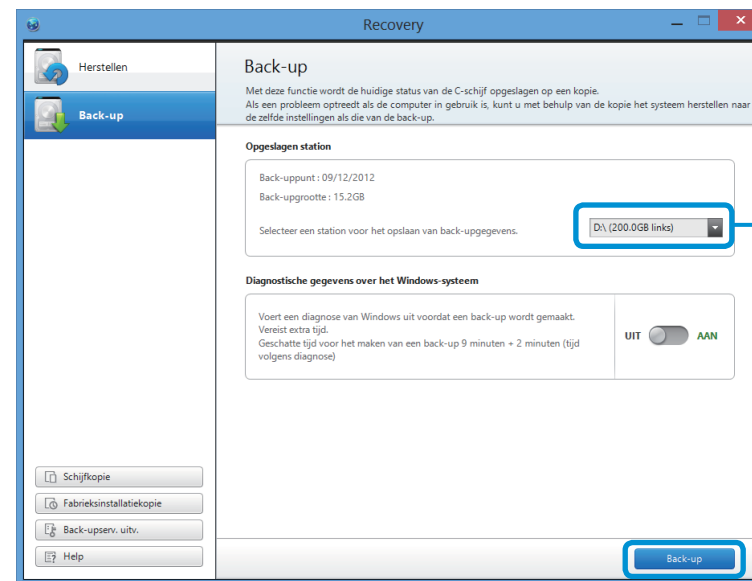 Recovery
Herstellen
Back-up
Back-up
Met deze functie wordt de huidige status van de C-schijf opgeslagen op een kopie.
Als een probleem optreedt als de computer in gebruik is, kunt u met behulp van de kopie het systeem herstellen naar
de zelfde instellingen als die van de back-up.
Opgeslagen station
Back-uppunt : 09/12/2012
Back-upgrootte : 15.2GB
Selecteer een station voor het opslaan van back-upgegevens.
D:\ (200.0GB links)
Diagnostische gegevens over het Windows-systeem
Voert een diagnose van Windows uit voordat een back-up wordt gemaakt.
Vereist extra tijd.
Geschatte tijd voor het maken van een back-up 9 minuten + 2 minuten (tijd
volgens diagnose)
UIT AAN
Schijfkopie
Fabrieksinstallatiekopie
Back-upserv. uitv.
Help
Back-up